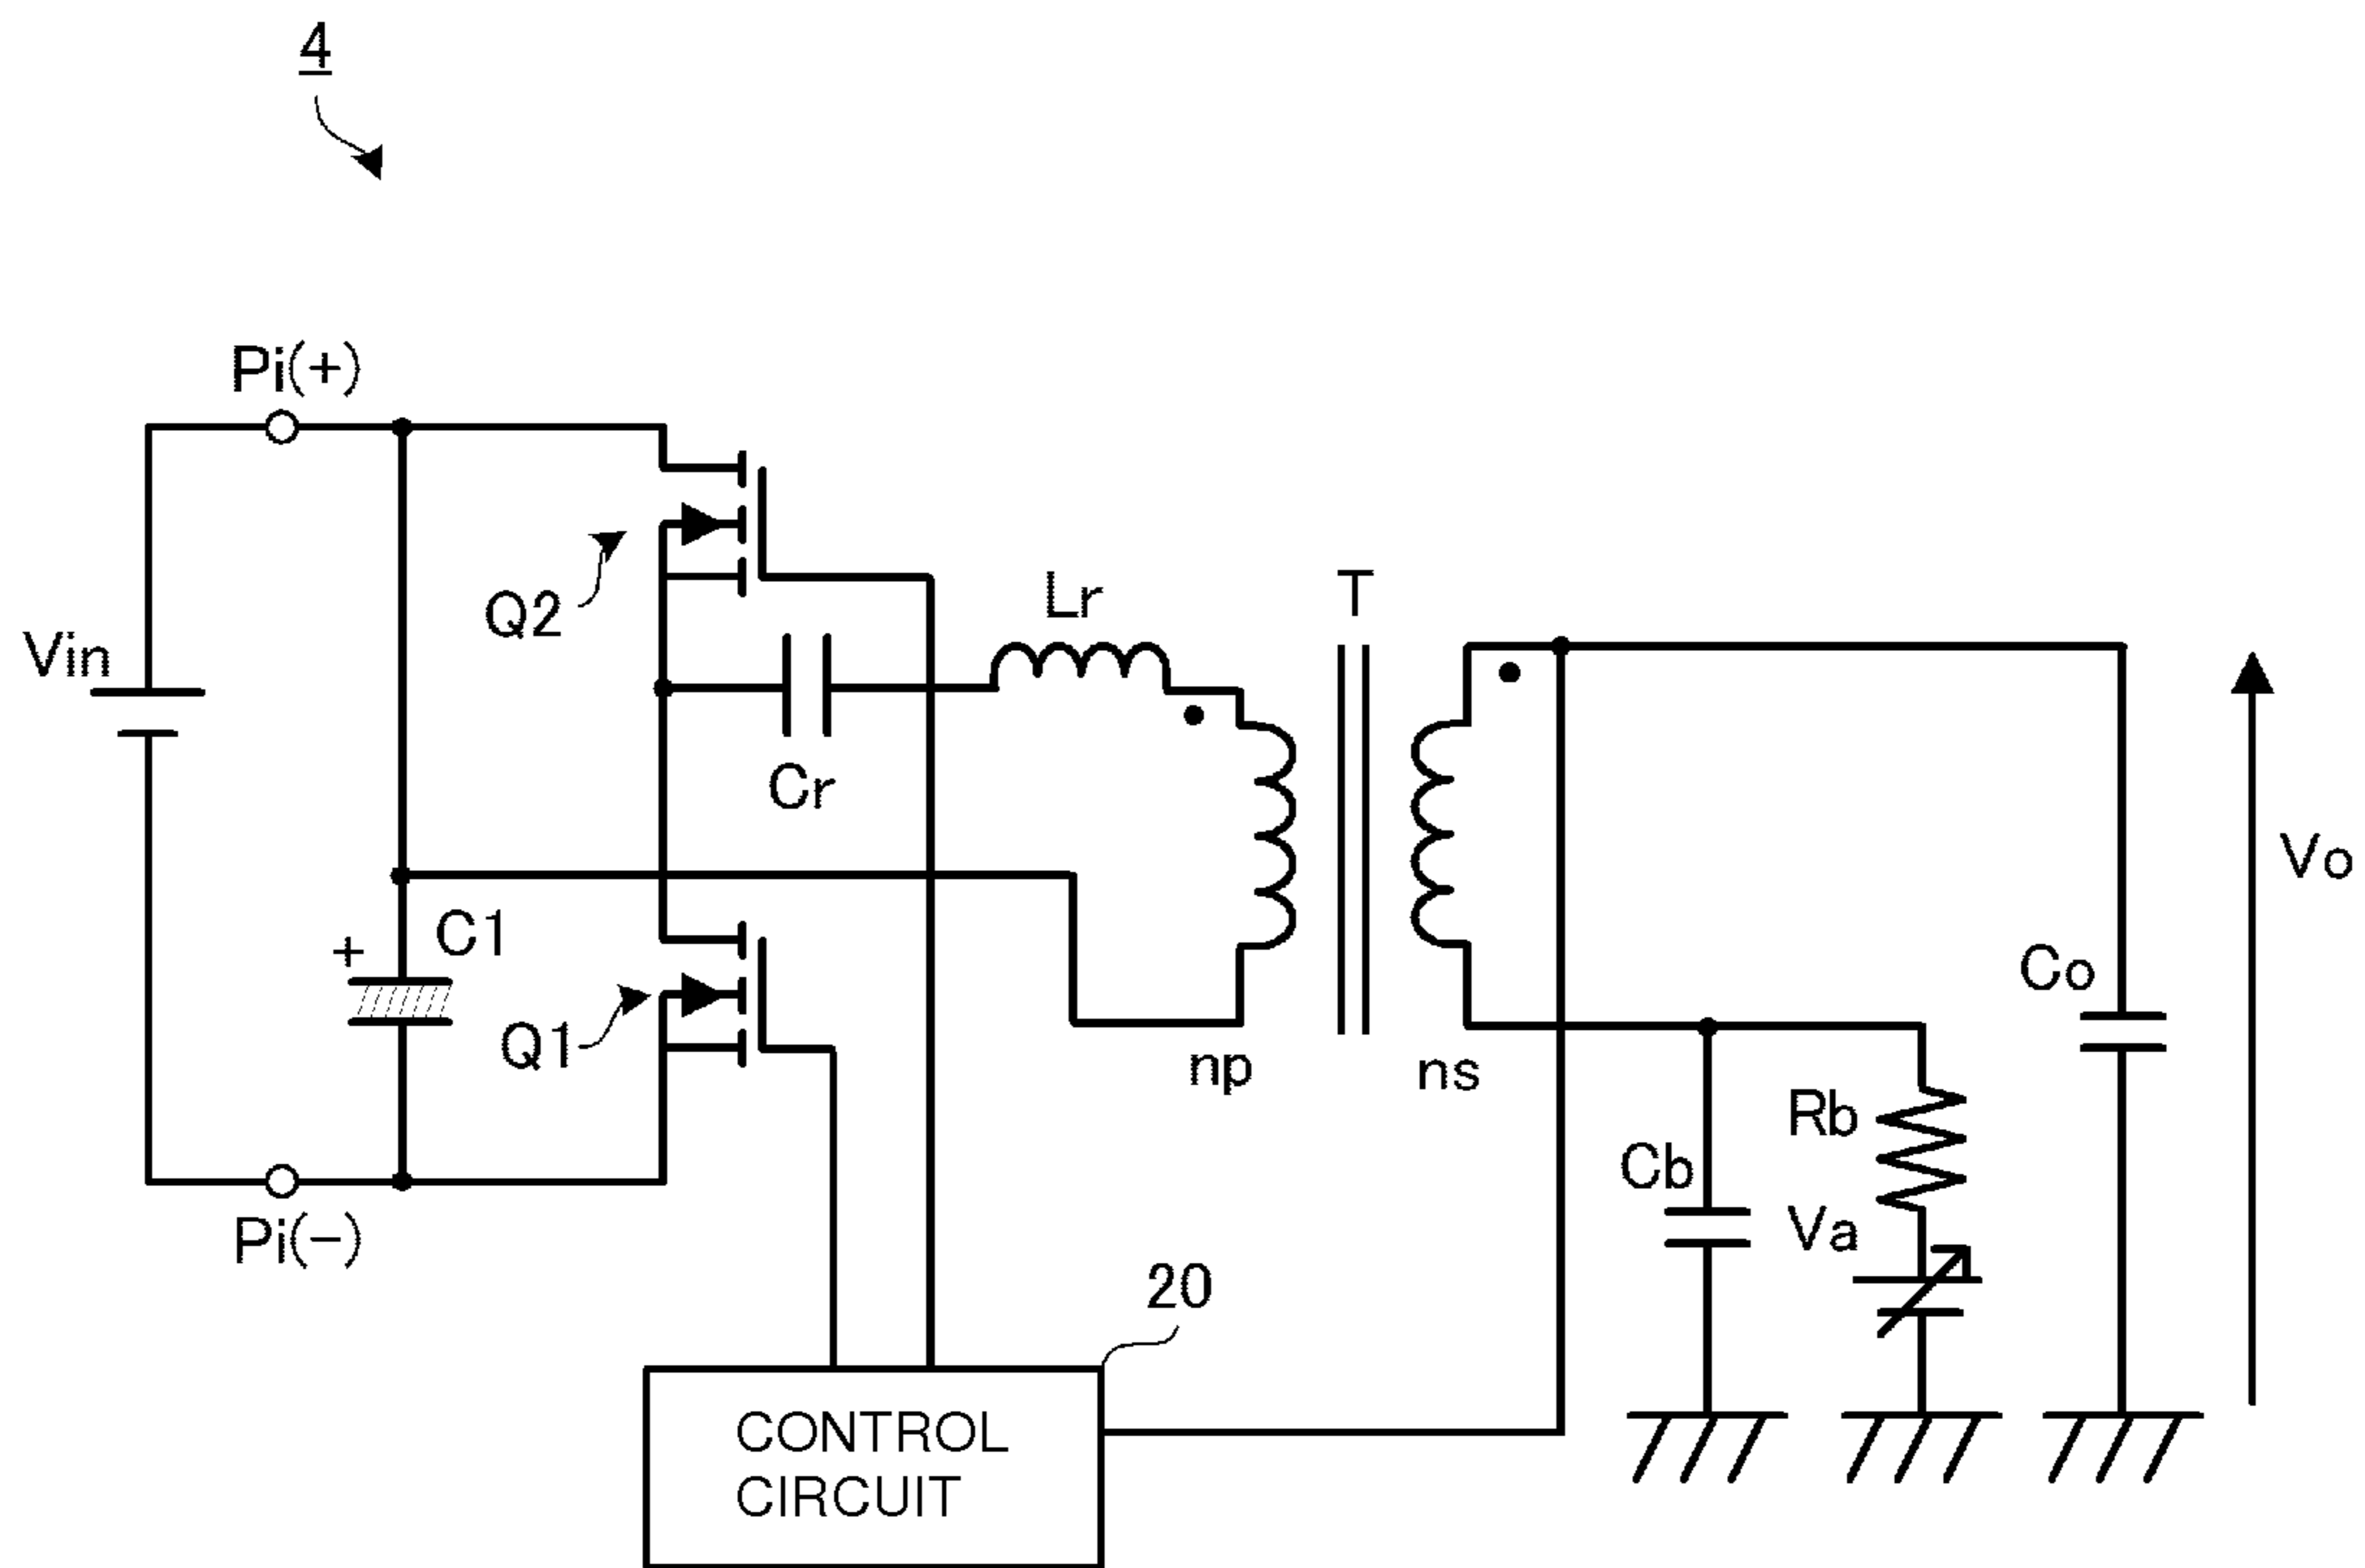 4
Pi(+)
Q2
Lr
T
Vin
Cr
Vo
C1
+
Co
Q1
np
ns
Rb
Cb
Va
Pi(−)
20
CONTROL
CIRCUIT